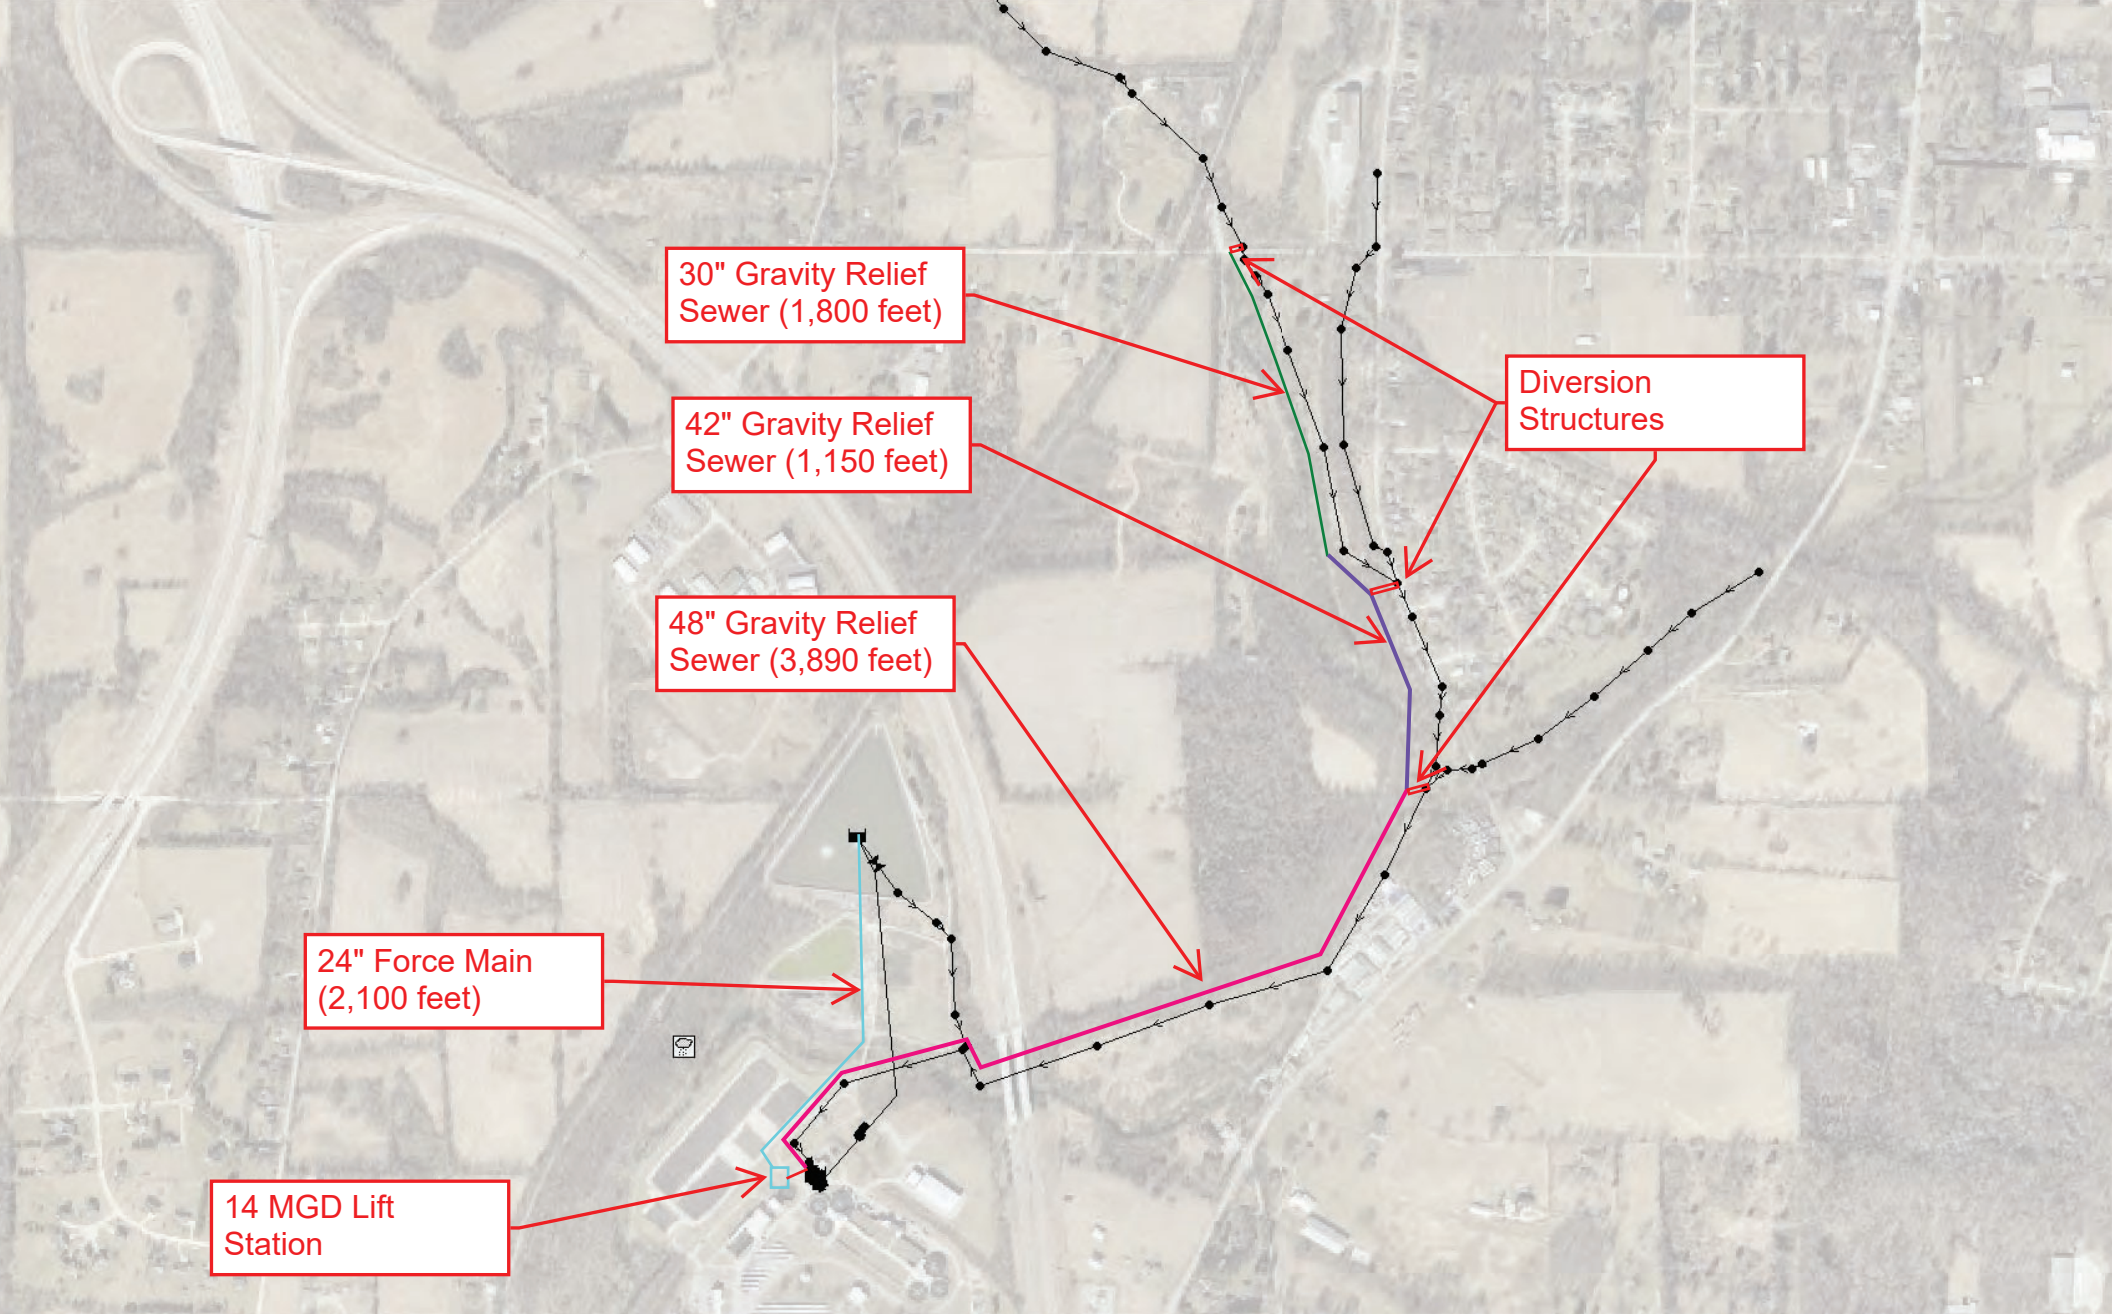 30" Gravity Relief
Sewer (1,800 feet)
Diversion
Structures
42" Gravity Relief
Sewer (1,150 feet)
48" Gravity Relief
Sewer (3,890 feet)
24" Force Main
(2,100 feet)
14 MGD Lift
Station